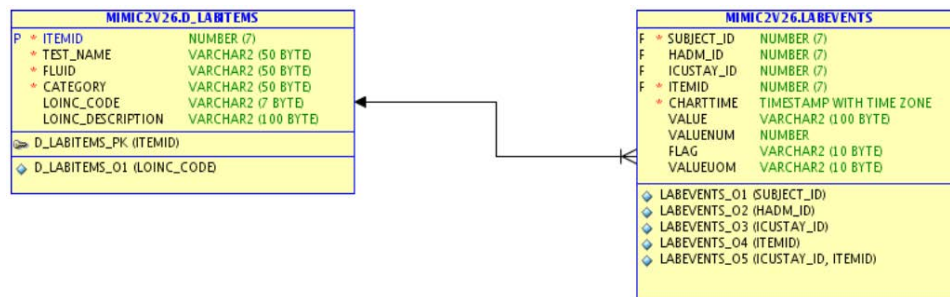 MIMIC2V26.D_LABITEMS
P * ITEMID NUMBER (7)
* TEST_NAME VARCHAR2 (50 BYTE)
* FLUID VARCHAR2 (50 BYTE)
* CATEGORY VARCHAR2 (50 BYTE)
LOINC_CODE VARCHAR2 (7 BYTE)
LOINC_DESCRIPTION VARCHAR2 (100 BYTE)
D_LABITEMS_PK (ITEMID)
D_LABITEMS_O1 (LOINC_CODE)
MIMIC2V26.LABEVENTS
F * SUBJECT_ID NUMBER (7)
F HADM_ID NUMBER (7)
F ICUSTAY_ID NUMBER (7)
F * ITEMID NUMBER (7)
* CHARTTIME TIMESTAMP WITH TIME ZONE
VALUE VARCHAR2 (100 BYTE)
VALUENUM NUMBER
FLAG VARCHAR2 (10 BYTE)
VALUEUOM VARCHAR2 (10 BYTE)
LABEVENTS_O1 (SUBJECT_ID)
LABEVENTS_O2 (HADM_ID)
LABEVENTS_O3 (ICUSTAY_ID)
LABEVENTS_O4 (ITEMID)
LABEVENTS_O5 (ICUSTAY_ID, ITEMID)